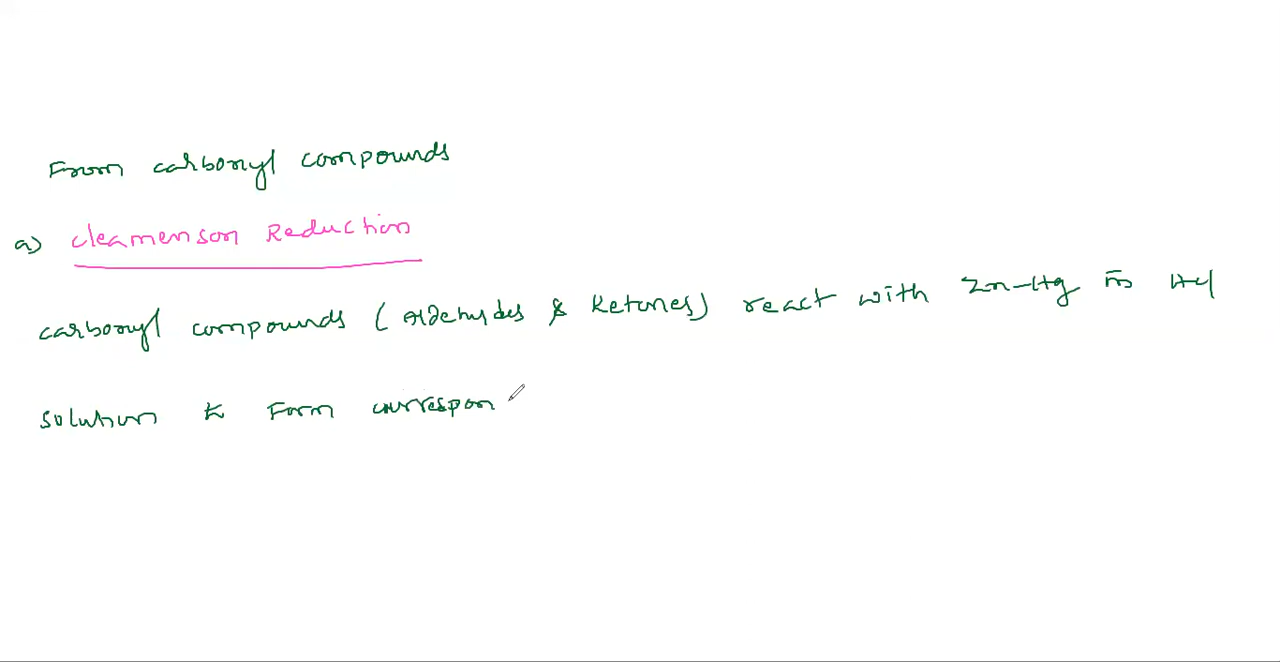 From carbonyl compounds
a) cleamenson Reduction
carbonyl compounds (Aldehydes & Ketones) react with Zn-Hg in HCl
solution to Form correspon